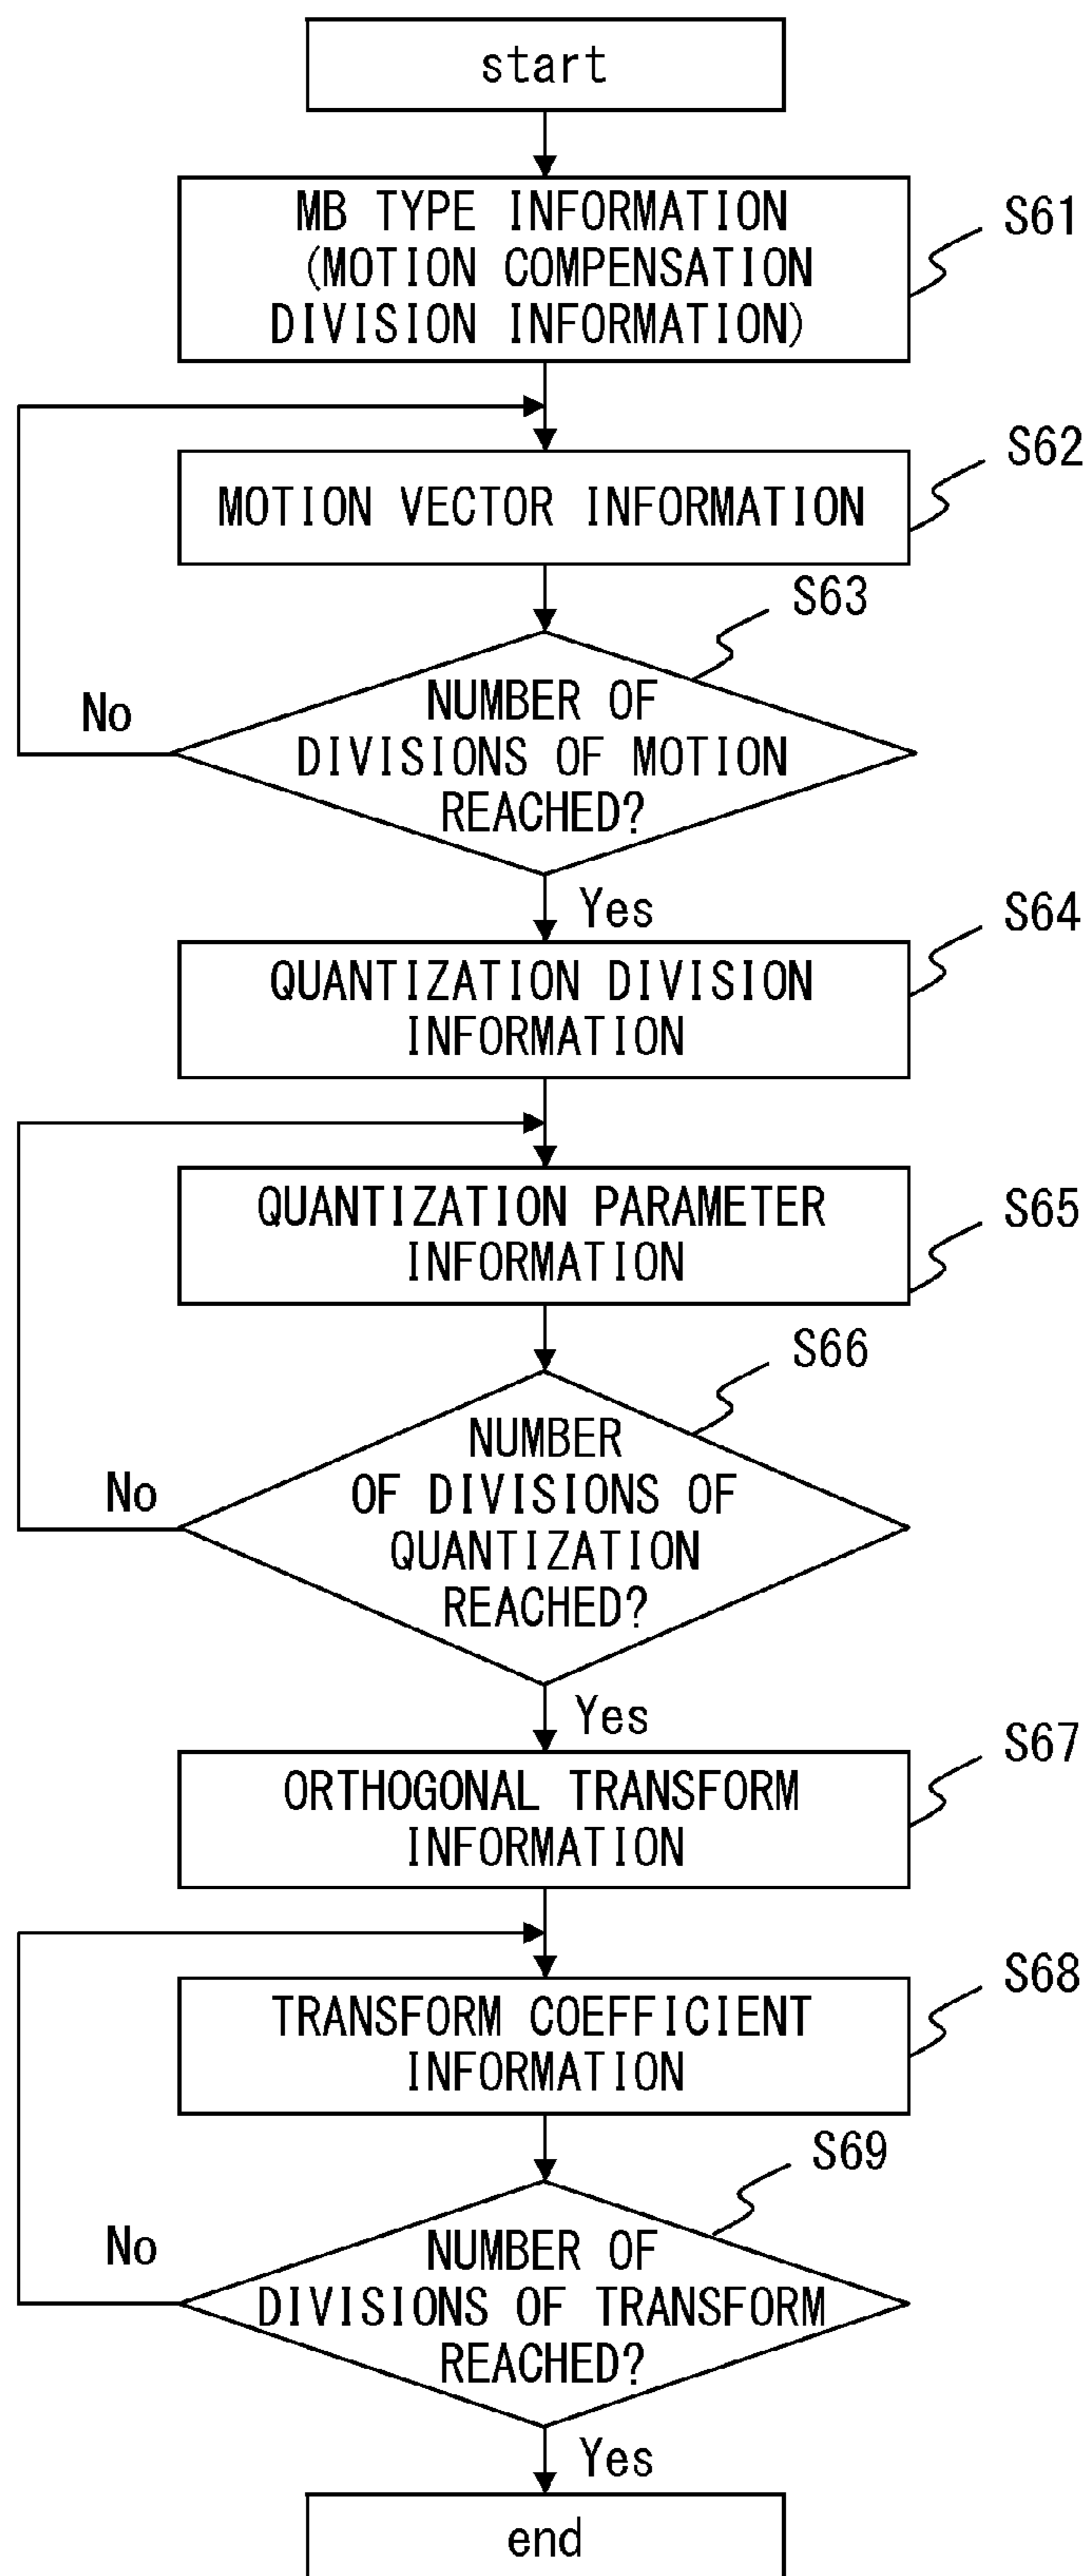 start
MB TYPE INFORMATION
(MOTION COMPENSATION
DIVISION INFORMATION)
S61
MOTION VECTOR INFORMATION
S62
S63
NUMBER OF
DIVISIONS OF MOTION
REACHED?
No
Yes
QUANTIZATION DIVISION
INFORMATION
S64
QUANTIZATION PARAMETER
INFORMATION
S65
S66
NUMBER
OF DIVISIONS OF
QUANTIZATION
REACHED?
No
Yes
ORTHOGONAL TRANSFORM
INFORMATION
S67
TRANSFORM COEFFICIENT
INFORMATION
S68
S69
NUMBER OF
DIVISIONS OF TRANSFORM
REACHED?
No
Yes
end